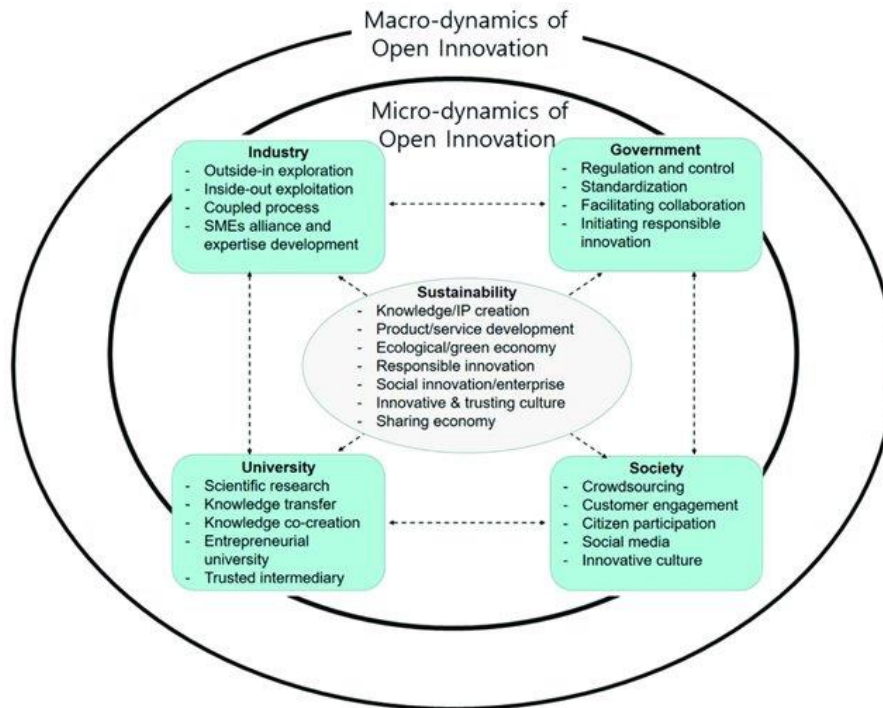 Macro-dynamics of
Open Innovation
Micro-dynamics of
Open Innovation
Industry
- Outside-in exploration
- Inside-out exploitation
- Coupled process
- SMEs alliance and
expertise development
Government
- Regulation and control
- Standardization
- Facilitating collaboration
- Initiating responsible
innovation
Sustainability
- Knowledge/IP creation
- Product/service development
- Ecological/green economy
- Responsible innovation
- Social innovation/enterprise
- Innovative & trusting culture
- Sharing economy
University
- Scientific research
- Knowledge transfer
- Knowledge co-creation
- Entrepreneurial
university
- Trusted intermediary
Society
- Crowdsourcing
- Customer engagement
- Citizen participation
- Social media
- Innovative culture